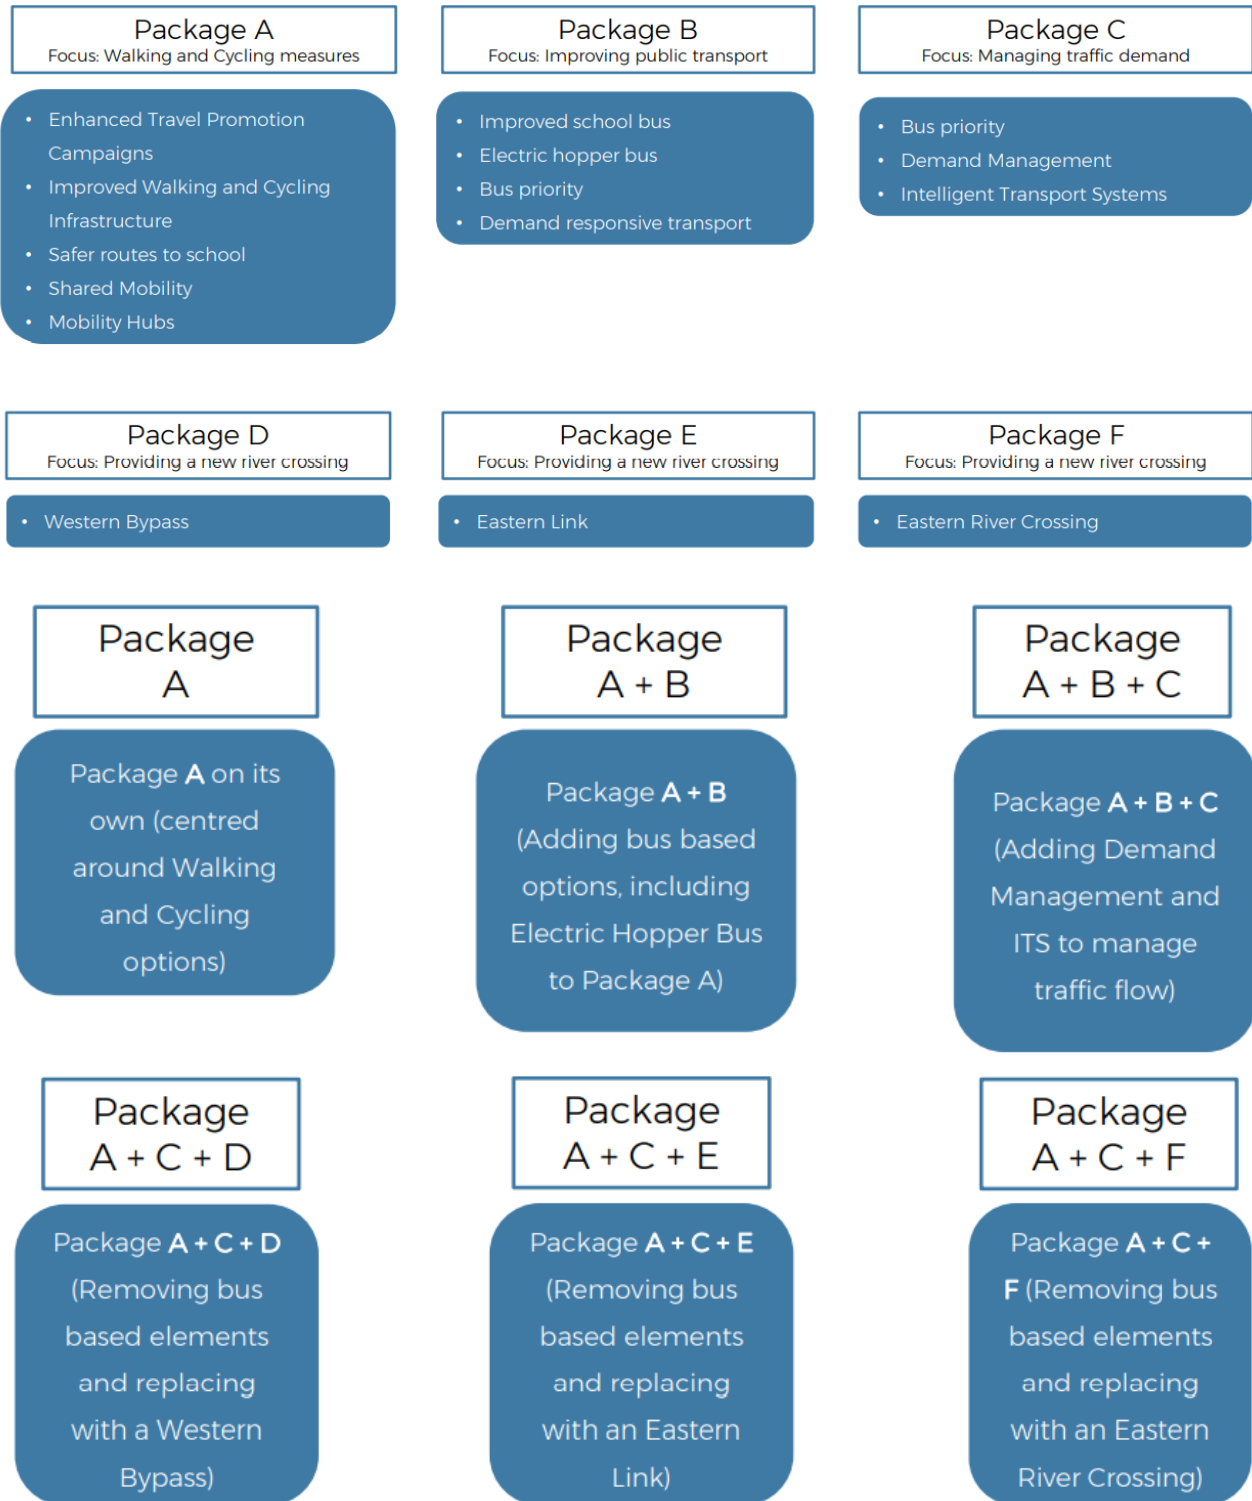 Package A
Focus: Walking and Cycling measures
• Enhanced Travel Promotion
Campaigns
• Improved Walking and Cycling
Infrastructure
• Safer routes to school
• Shared Mobility
• Mobility Hubs
Package B
Focus: Improving public transport
• Improved school bus
• Electric hopper bus
• Bus priority
• Demand responsive transport
Package C
Focus: Managing traffic demand
• Bus priority
• Demand Management
• Intelligent Transport Systems
Package D
Focus: Providing a new river crossing
• Western Bypass
Package E
Focus: Providing a new river crossing
• Eastern Link
Package F
Focus: Providing a new river crossing
• Eastern River Crossing
Package
A
Package A on its
own (centred
around Walking
and Cycling
options)
Package
A + B
Package A + B
(Adding bus based
options, including
Electric Hopper Bus
to Package A)
Package
A + B + C
Package A + B + C
(Adding Demand
Management and
ITS to manage
traffic flow)
Package
A + C + D
Package A + C + D
(Removing bus
based elements
and replacing
with a Western
Bypass)
Package
A + C + E
Package A + C + E
(Removing bus
based elements
and replacing
with an Eastern
Link)
Package
A + C + F
Package A + C +
F (Removing bus
based elements
and replacing
with an Eastern
River Crossing)